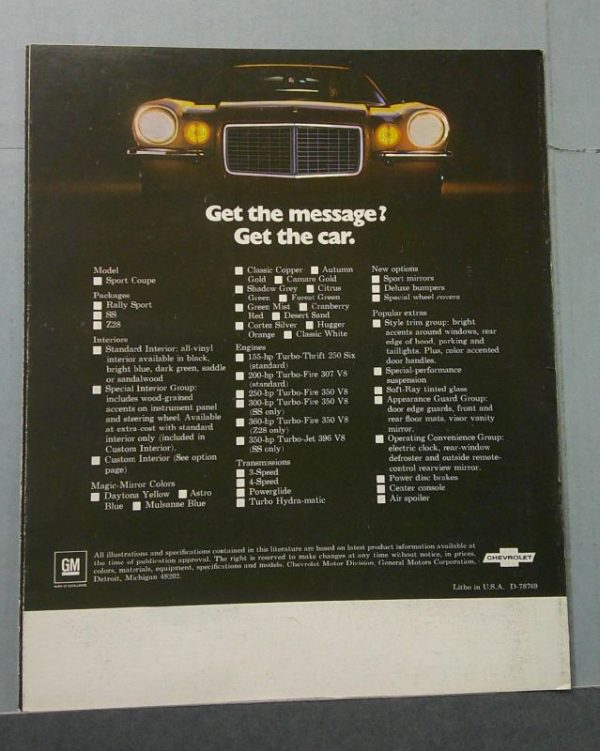 Get the message?
Get the car.
Model
Sport Coupe
Packages
Rally Sport
SS
Z28
Interiors
Standard Interior: all-vinyl
interior available in black,
bright blue, dark green, saddle
or sandalwood
Special Interior Group:
includes wood-grained
accents on instrument panel
and steering wheel. Available
at extra-cost with standard
interior only (included in
Custom Interior).
Custom Interior (See option
page)
Magic-Mirror Colors
Daytona Yellow Astro
Blue Mulsanne Blue
Classic Copper Autumn
Gold Camaro Gold
Shadow Grey Citrus
Green Forest Green
Green Mist Cranberry
Red Desert Sand
Cortez Silver Hugger
Orange Classic White
Engines
155-hp Turbo-Thrift 250 Six
(standard)
200-hp Turbo-Fire 307 V8
(standard)
250-hp Turbo-Fire 350 V8
300-hp Turbo-Fire 350 V8
(SS only)
360-hp Turbo-Fire 350 V8
(Z28 only)
350-hp Turbo-Jet 396 V8
(SS only)
Transmissions
3-Speed
4-Speed
Powerglide
Turbo Hydra-matic
New options
Sport mirrors
Deluxe bumpers
Special wheel covers
Popular extras
Style trim group: bright
accents around windows, rear
edge of hood, parking and
taillights. Plus, color accented
door handles.
Special-performance
suspension
Soft-Ray tinted glass
Appearance Guard Group:
door edge guards, front and
rear floor mats, visor vanity
mirror.
Operating Convenience Group:
electric clock, rear-window
defroster and outside remote-
control rearview mirror.
Power disc brakes
Center console
Air spoiler
GM
MARK OF EXCELLENCE
All illustrations and specifications contained in this literature are based on latest product information available at
the time of publication approval. The right is reserved to make changes at any time without notice, in prices,
colors, materials, equipment, specifications and models. Chevrolet Motor Division, General Motors Corporation,
Detroit, Michigan 48202.
CHEVROLET
Litho in U.S.A. D-78769